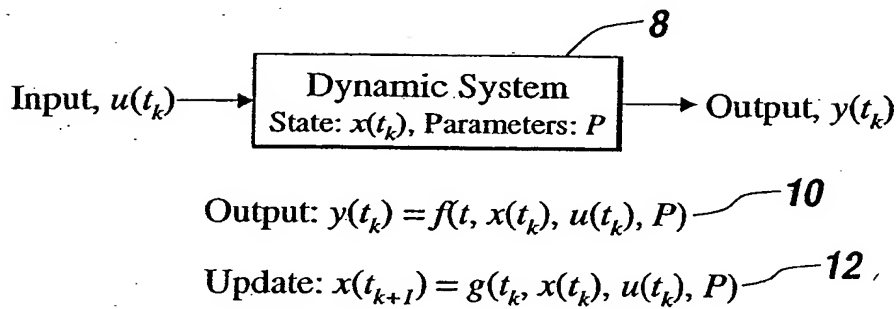 8
Input, u(t_k)
Dynamic System
State: x(t_k), Parameters: P
Output, y(t_k)
Output: y(t_k) = f(t, x(t_k), u(t_k), P)
10
Update: x(t_{k+1}) = g(t_k, x(t_k), u(t_k), P)
12